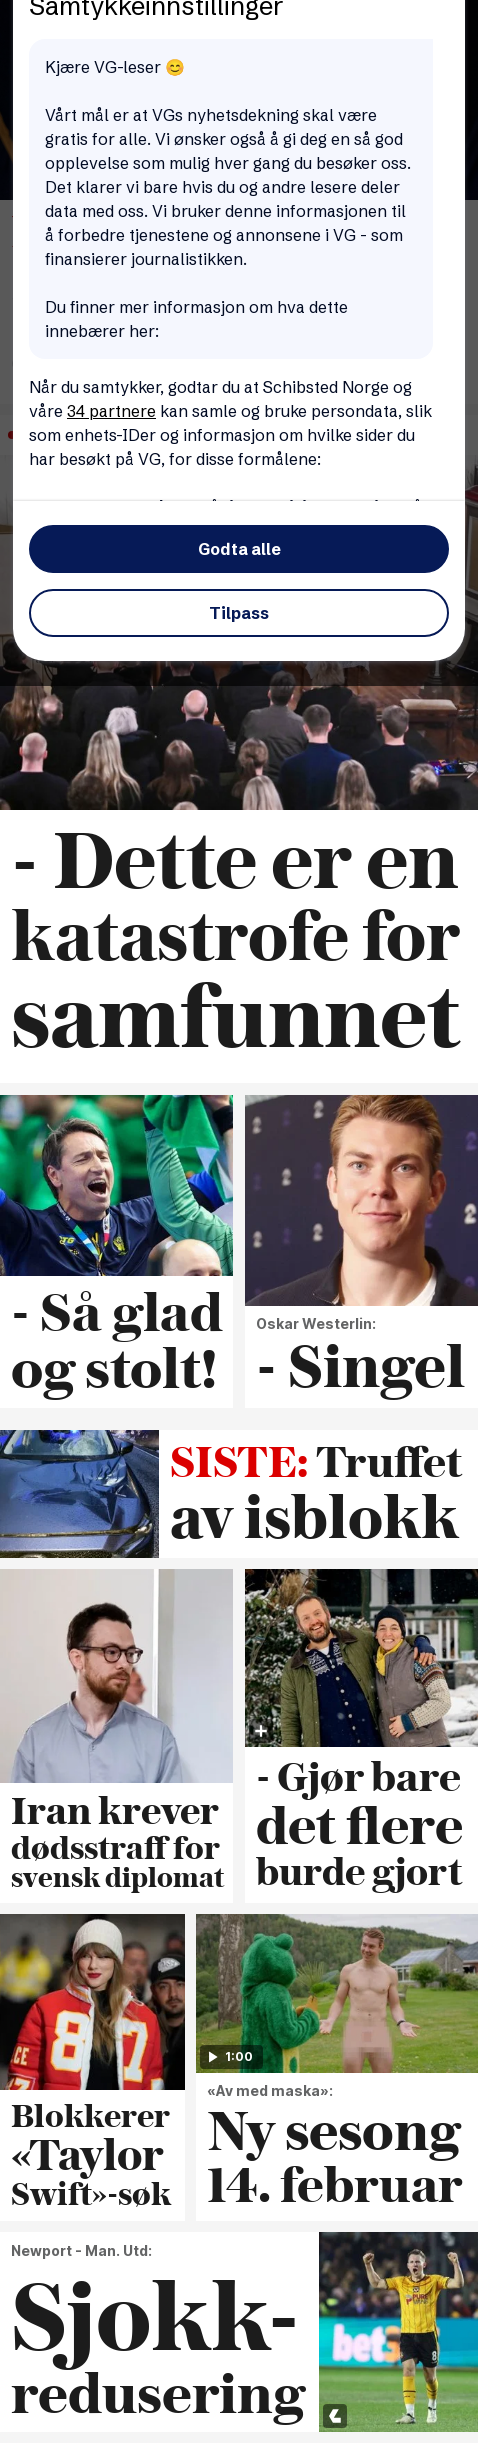 Samtykkeinnstillinger
Kjære VG-leser 😊
Vårt mål er at VGs nyhetsdekning skal være
gratis for alle. Vi ønsker også å gi deg en så god
opplevelse som mulig hver gang du besøker oss.
Det klarer vi bare hvis du og andre lesere deler
data med oss. Vi bruker denne informasjonen til
å forbedre tjenestene og annonsene i VG - som
finansierer journalistikken.
Du finner mer informasjon om hva dette
innebærer her:
Når du samtykker, godtar du at Schibsted Norge og
våre 34 partnere kan samle og bruke persondata, slik
som enhets-IDer og informasjon om hvilke sider du
har besøkt på VG, for disse formålene:
Godta alle
Tilpass
- Dette er en
katastrofe for
samfunnet
- Så glad
og stolt!
Oskar Westerlin:
- Singel
SISTE: Truffet
av isblokk
Iran krever
dødsstraff for
svensk diplomat
- Gjør bare
det flere
burde gjort
87
Blokkerer
«Taylor
Swift»-søk
1:00
«Av med maska»:
Ny sesong
14. februar
Newport - Man. Utd:
Sjokk-
redusering
8